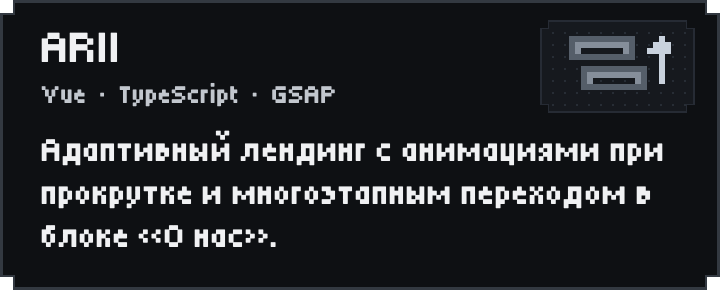 ARII
Vue · TypeScript · GSAP
Адаптивный лендинг с анимациями при
прокрутке и многоэтапным переходом в
блоке «О нас».